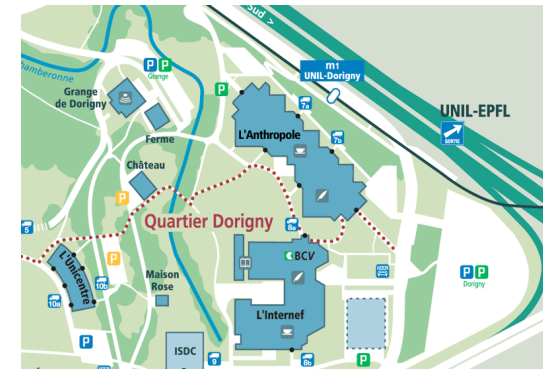 Sud >
hamberonne
P P
Grange
m1
UNIL-Dorigny
UNIL-EPFL
SORTIE
Grange
de Dorigny
P
7a
L'Anthropole
7b
Ferme
Château
P
Quartier Dorigny
8a
5
L'Unicentre
P
BCV
10b
10a
Maison
Rose
P P
Dorigny
L'Internef
P
ISDC
9
8b
P